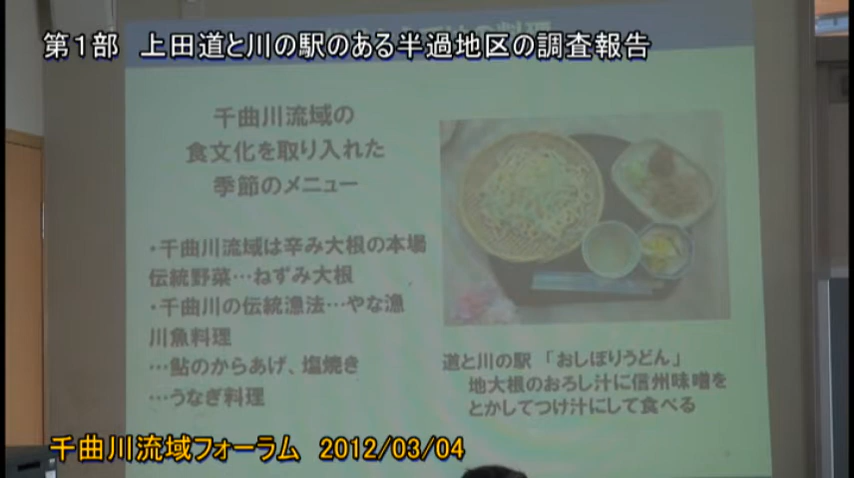 第1部 上田道と川の駅のある半過地区の調査報告
千曲川流域の
食文化を取り入れた
季節のメニュー
・千曲川流域は辛み大根の本場
伝統野菜…ねずみ大根
・千曲川の伝統漁法…やな漁
川魚料理
…鮎のからあげ、塩焼き
…うなぎ料理
道と川の駅 「おしぼりうどん」
地大根のおろし汁に信州味噌を
とかしてつけ汁にして食べる
千曲川流域フォーラム 2012/03/04